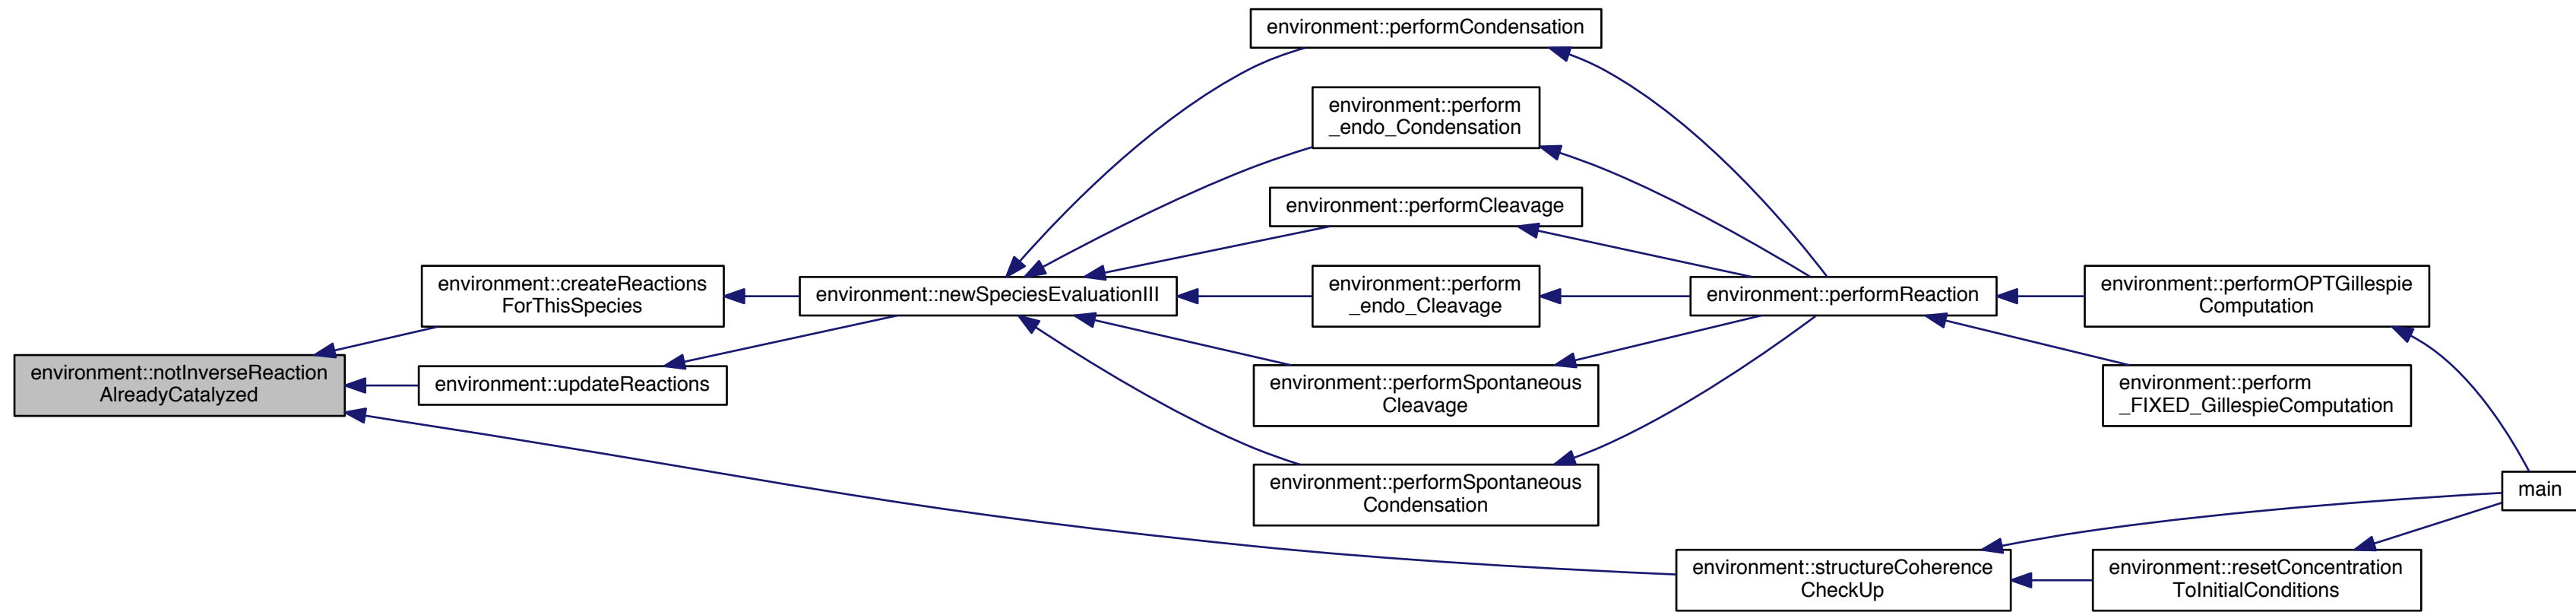 environment::performCondensation
environment::perform
_endo_Condensation
environment::performCleavage
environment::createReactions
ForThisSpecies
environment::newSpeciesEvaluationIII
environment::perform
_endo_Cleavage
environment::performReaction
environment::performOPTGillespie
Computation
environment::notInverseReaction
AlreadyCatalyzed
environment::updateReactions
environment::performSpontaneous
Cleavage
environment::perform
_FIXED_GillespieComputation
environment::performSpontaneous
Condensation
main
environment::structureCoherence
CheckUp
environment::resetConcentration
ToInitialConditions